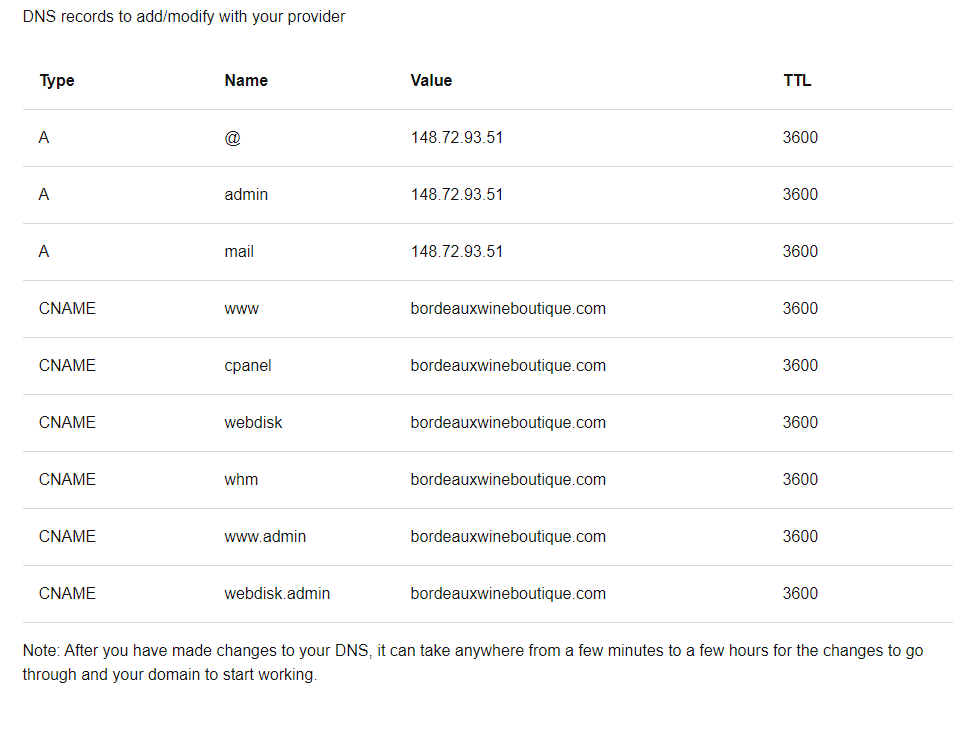 DNS records to add/modify with your provider
Type Name Value TTL
A @ 148.72.93.51 3600
A admin 148.72.93.51 3600
A mail 148.72.93.51 3600
CNAME www bordeauxwineboutique.com 3600
CNAME cpanel bordeauxwineboutique.com 3600
CNAME webdisk bordeauxwineboutique.com 3600
CNAME whm bordeauxwineboutique.com 3600
CNAME www.admin bordeauxwineboutique.com 3600
CNAME webdisk.admin bordeauxwineboutique.com 3600
Note: After you have made changes to your DNS, it can take anywhere from a few minutes to a few hours for the changes to go
through and your domain to start working.